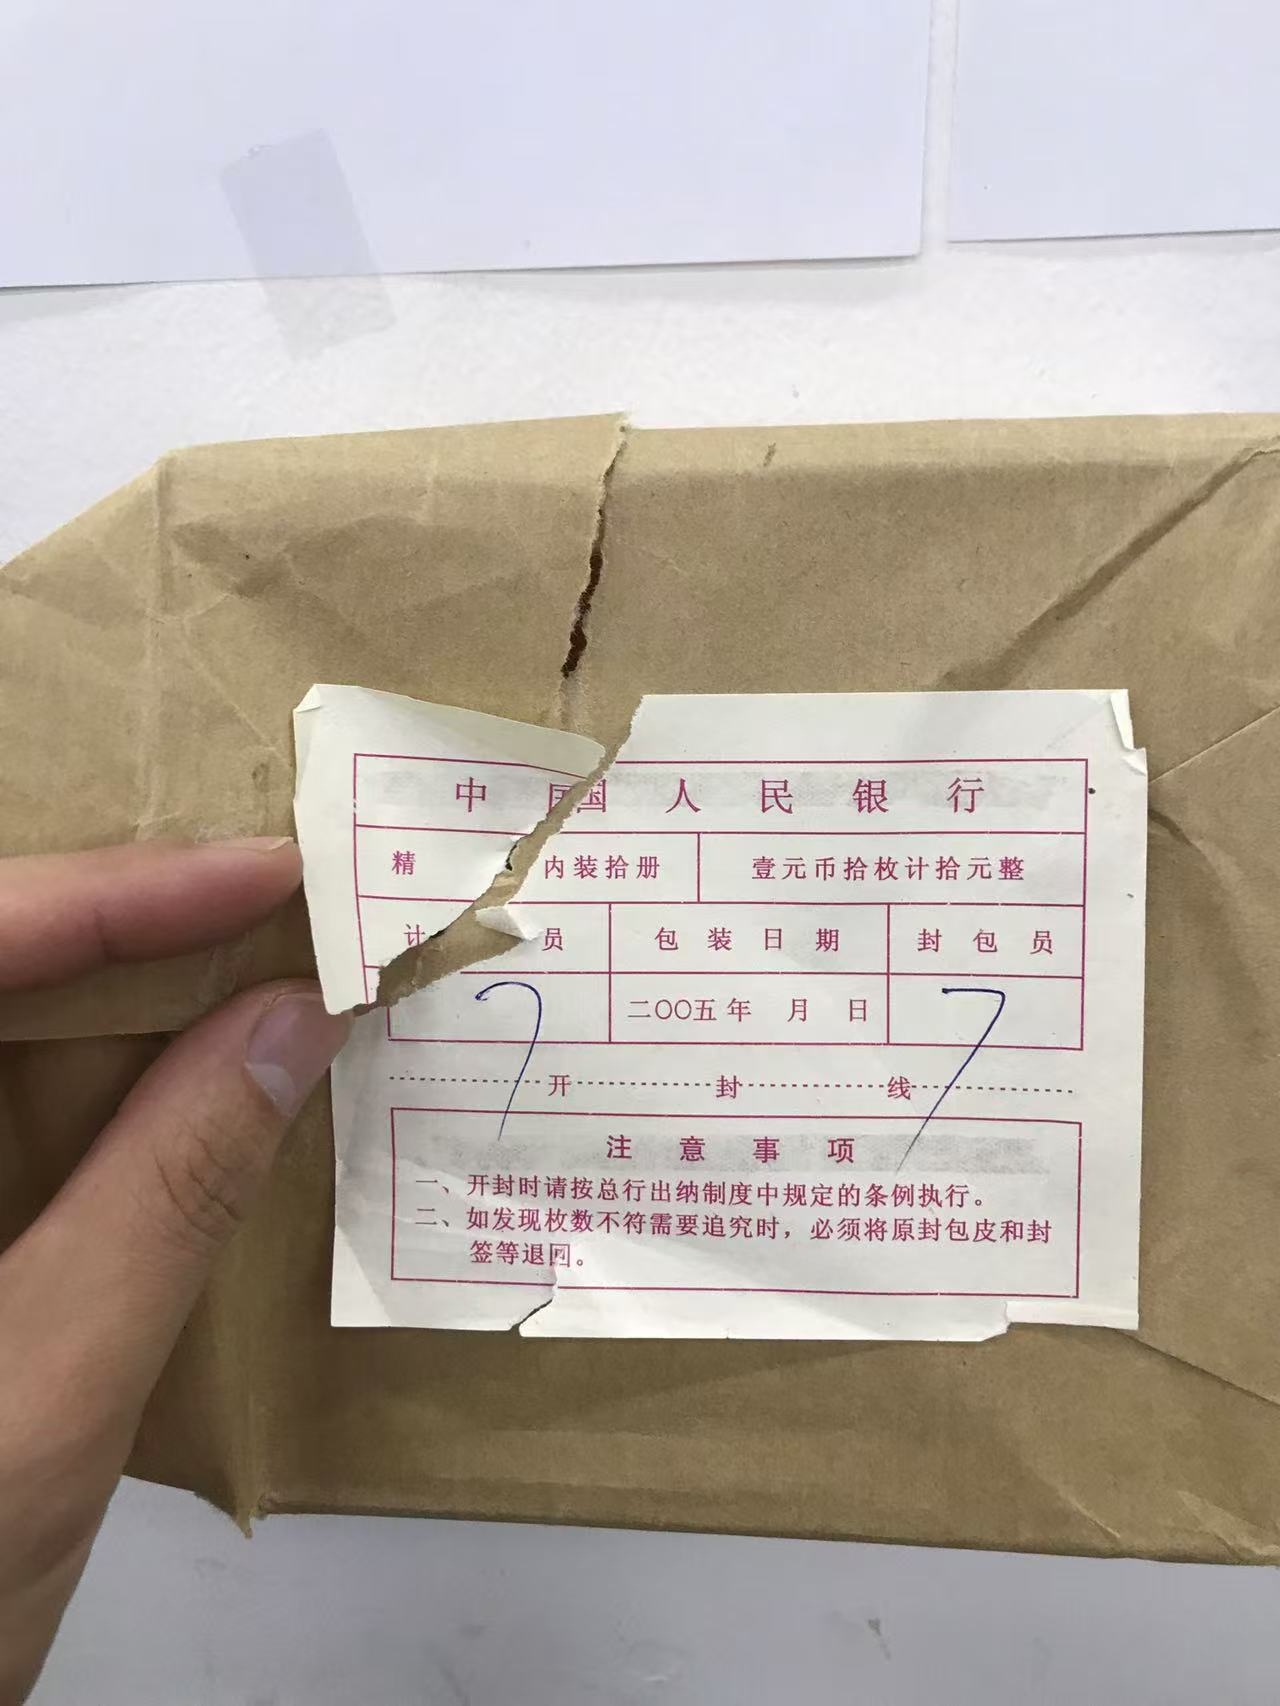 中国人民银行
精 内装拾册 壹元币拾枚计拾元整
计 员 包装日期 封包员
二〇〇五年 月 日
开封线
注意事项
一、开封时请按总行出纳制度中规定的条例执行。
二、如发现枚数不符需要追究时，必须将原封包皮和封
签等退回。